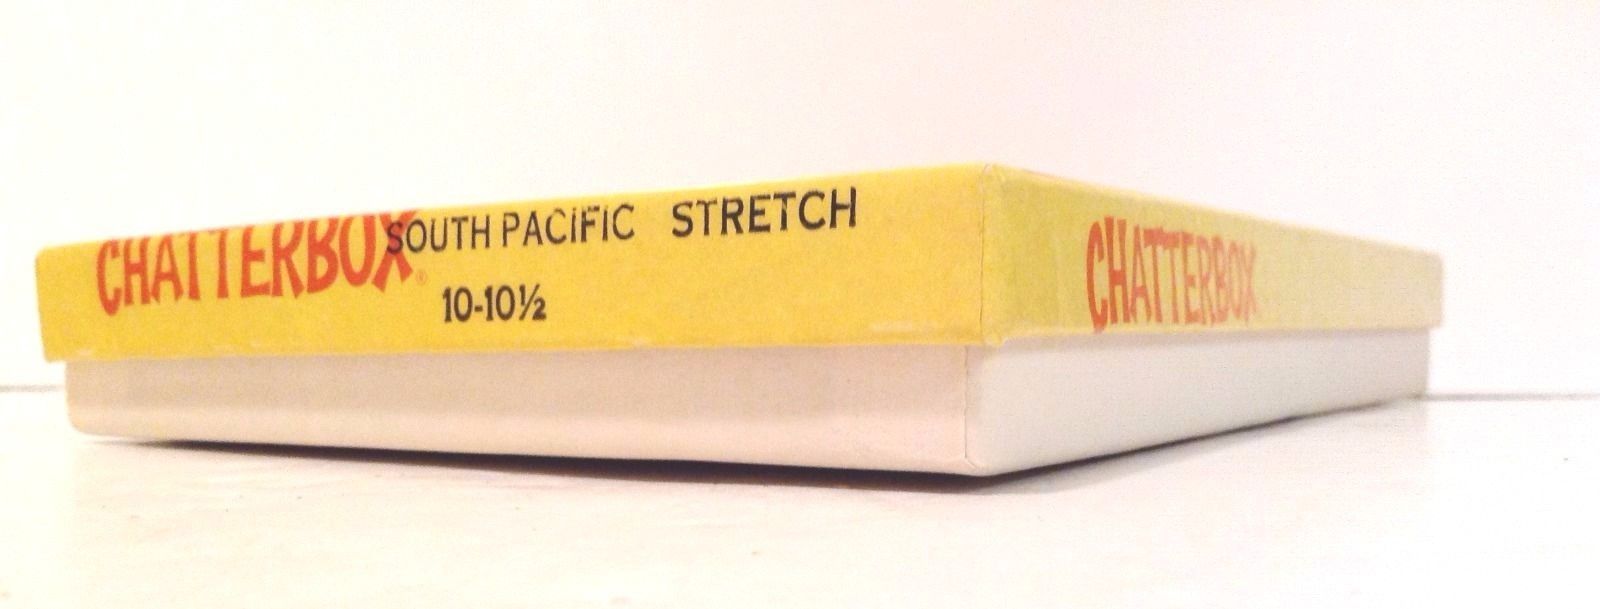 CHATTERBOX® SOUTH PACIFIC STRETCH
10-10½
CHATTERBOX